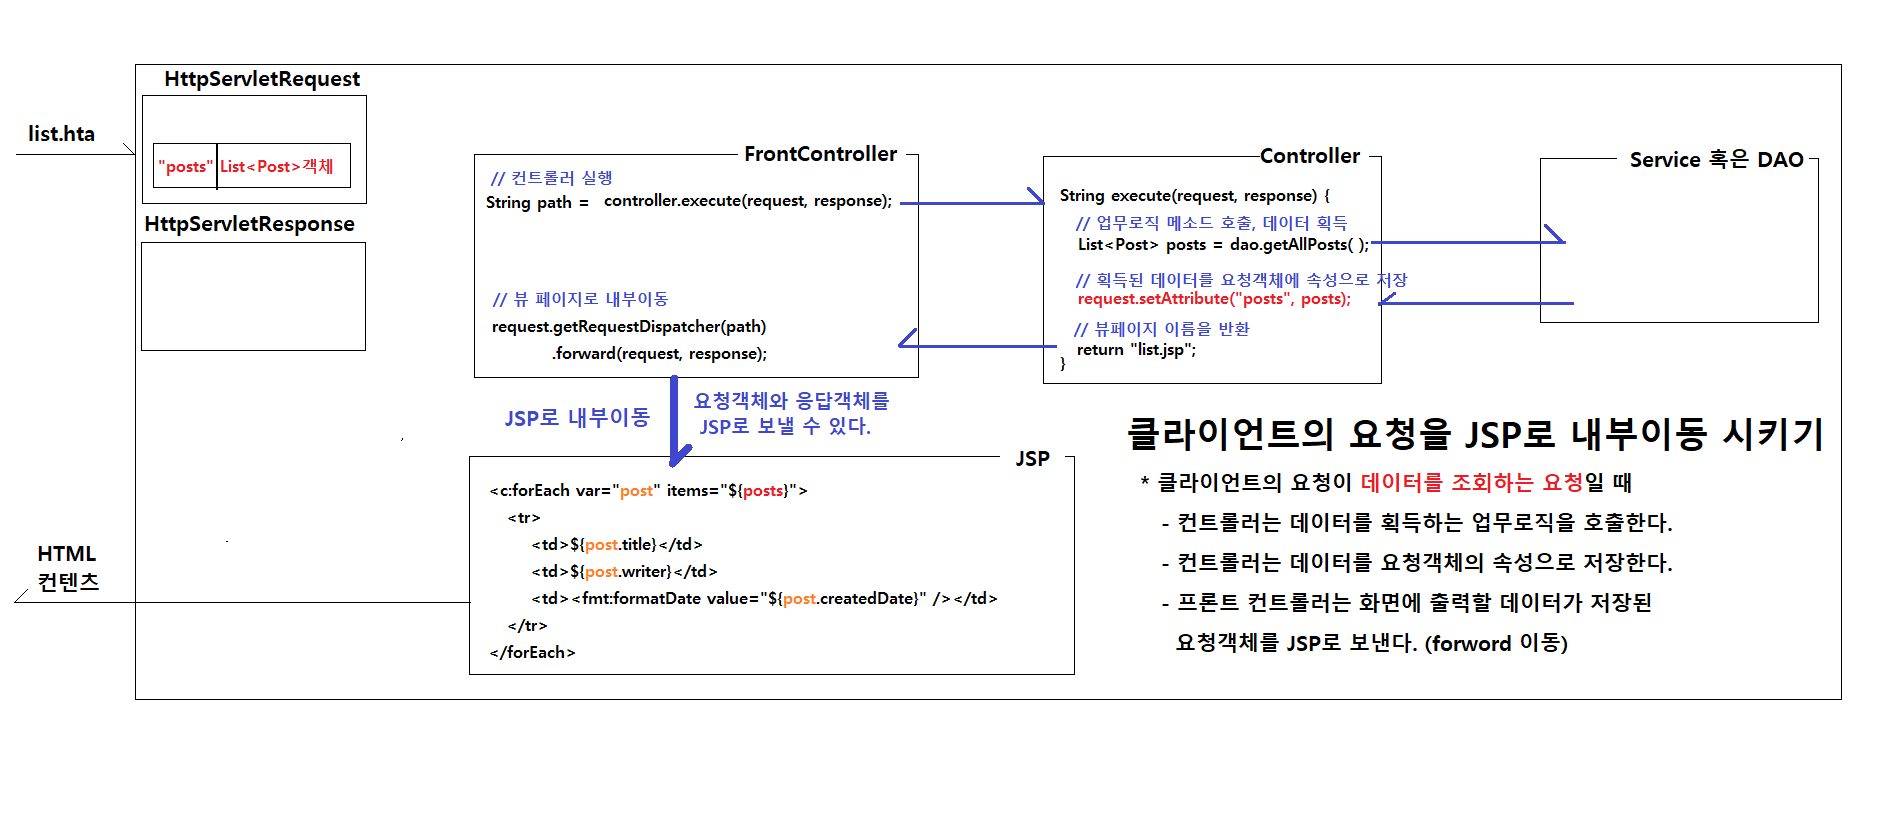 HttpServletRequest
list.hta
"posts" List<Post>객체
HttpServletResponse
FrontController
// 컨트롤러 실행
String path = controller.execute(request, response);
// 뷰 페이지로 내부이동
request.getRequestDispatcher(path)
.forward(request, response);
Controller
String execute(request, response) {
// 업무로직 메소드 호출, 데이터 획득
List<Post> posts = dao.getAllPosts( );
// 획득된 데이터를 요청객체에 속성으로 저장
request.setAttribute("posts", posts);
// 뷰페이지 이름을 반환
return "list.jsp";
}
Service 혹은 DAO
JSP로 내부이동
요청객체와 응답객체를
JSP로 보낼 수 있다.
JSP
<c:forEach var="post" items="${posts}">
<tr>
<td>${post.title}</td>
<td>${post.writer}</td>
<td><fmt:formatDate value="${post.createdDate}" /></td>
</tr>
</forEach>
HTML
컨텐츠
클라이언트의 요청을 JSP로 내부이동 시키기
* 클라이언트의 요청이 데이터를 조회하는 요청일 때
- 컨트롤러는 데이터를 획득하는 업무로직을 호출한다.
- 컨트롤러는 데이터를 요청객체의 속성으로 저장한다.
- 프론트 컨트롤러는 화면에 출력할 데이터가 저장된
요청객체를 JSP로 보낸다. (forword 이동)